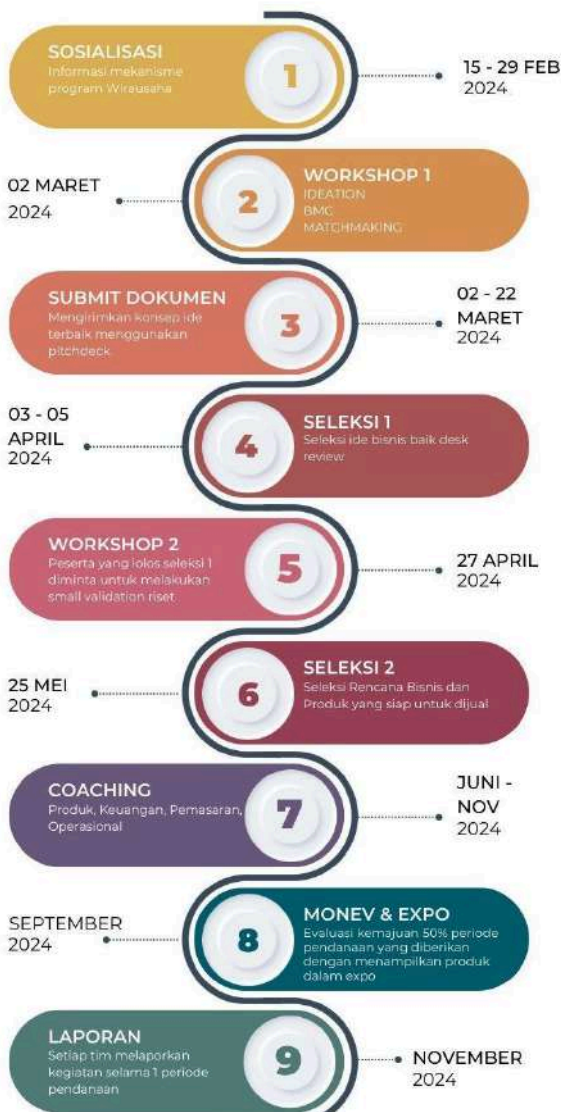 SOSIALISASI
Informasi mekanisme
program Wirausaha
1
15 - 29 FEB
2024
02 MARET
2024
2
WORKSHOP 1
IDEATION
BMC
MATCHMAKING
SUBMIT DOKUMEN
Mengirimkan konsep ide
terbaik menggunakan
pitchdeck
3
02 - 22
MARET
2024
03 - 05
APRIL
2024
4
SELEKSI 1
Seleksi ide bisnis baik desk
review
WORKSHOP 2
Peserta yang lolos seleksi 1
diminta untuk melakukan
small validation riset
5
27 APRIL
2024
25 MEI
2024
6
SELEKSI 2
Seleksi Rencana Bisnis dan
Produk yang siap untuk dijual
COACHING
Produk, Keuangan, Pemasaran,
Operasional
7
JUNI -
NOV
2024
SEPTEMBER
2024
8
MONEV & EXPO
Evaluasi kemajuan 50% periode
pendanaan yang diberikan
dengan menampilkan produk
dalam expo
LAPORAN
Setiap tim melaporkan
kegiatan selama 1 periode
pendanaan
9
NOVEMBER
2024